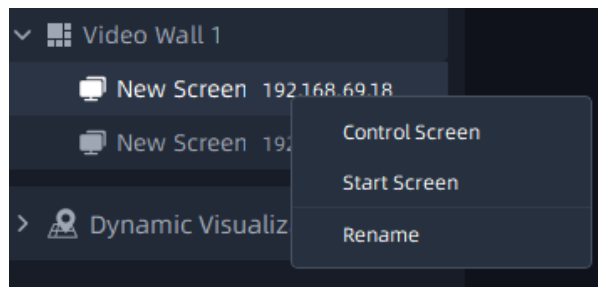 Video Wall 1
New Screen 192.168.69.18
New Screen 192
Control Screen
Start Screen
Dynamic Visualiz
Rename